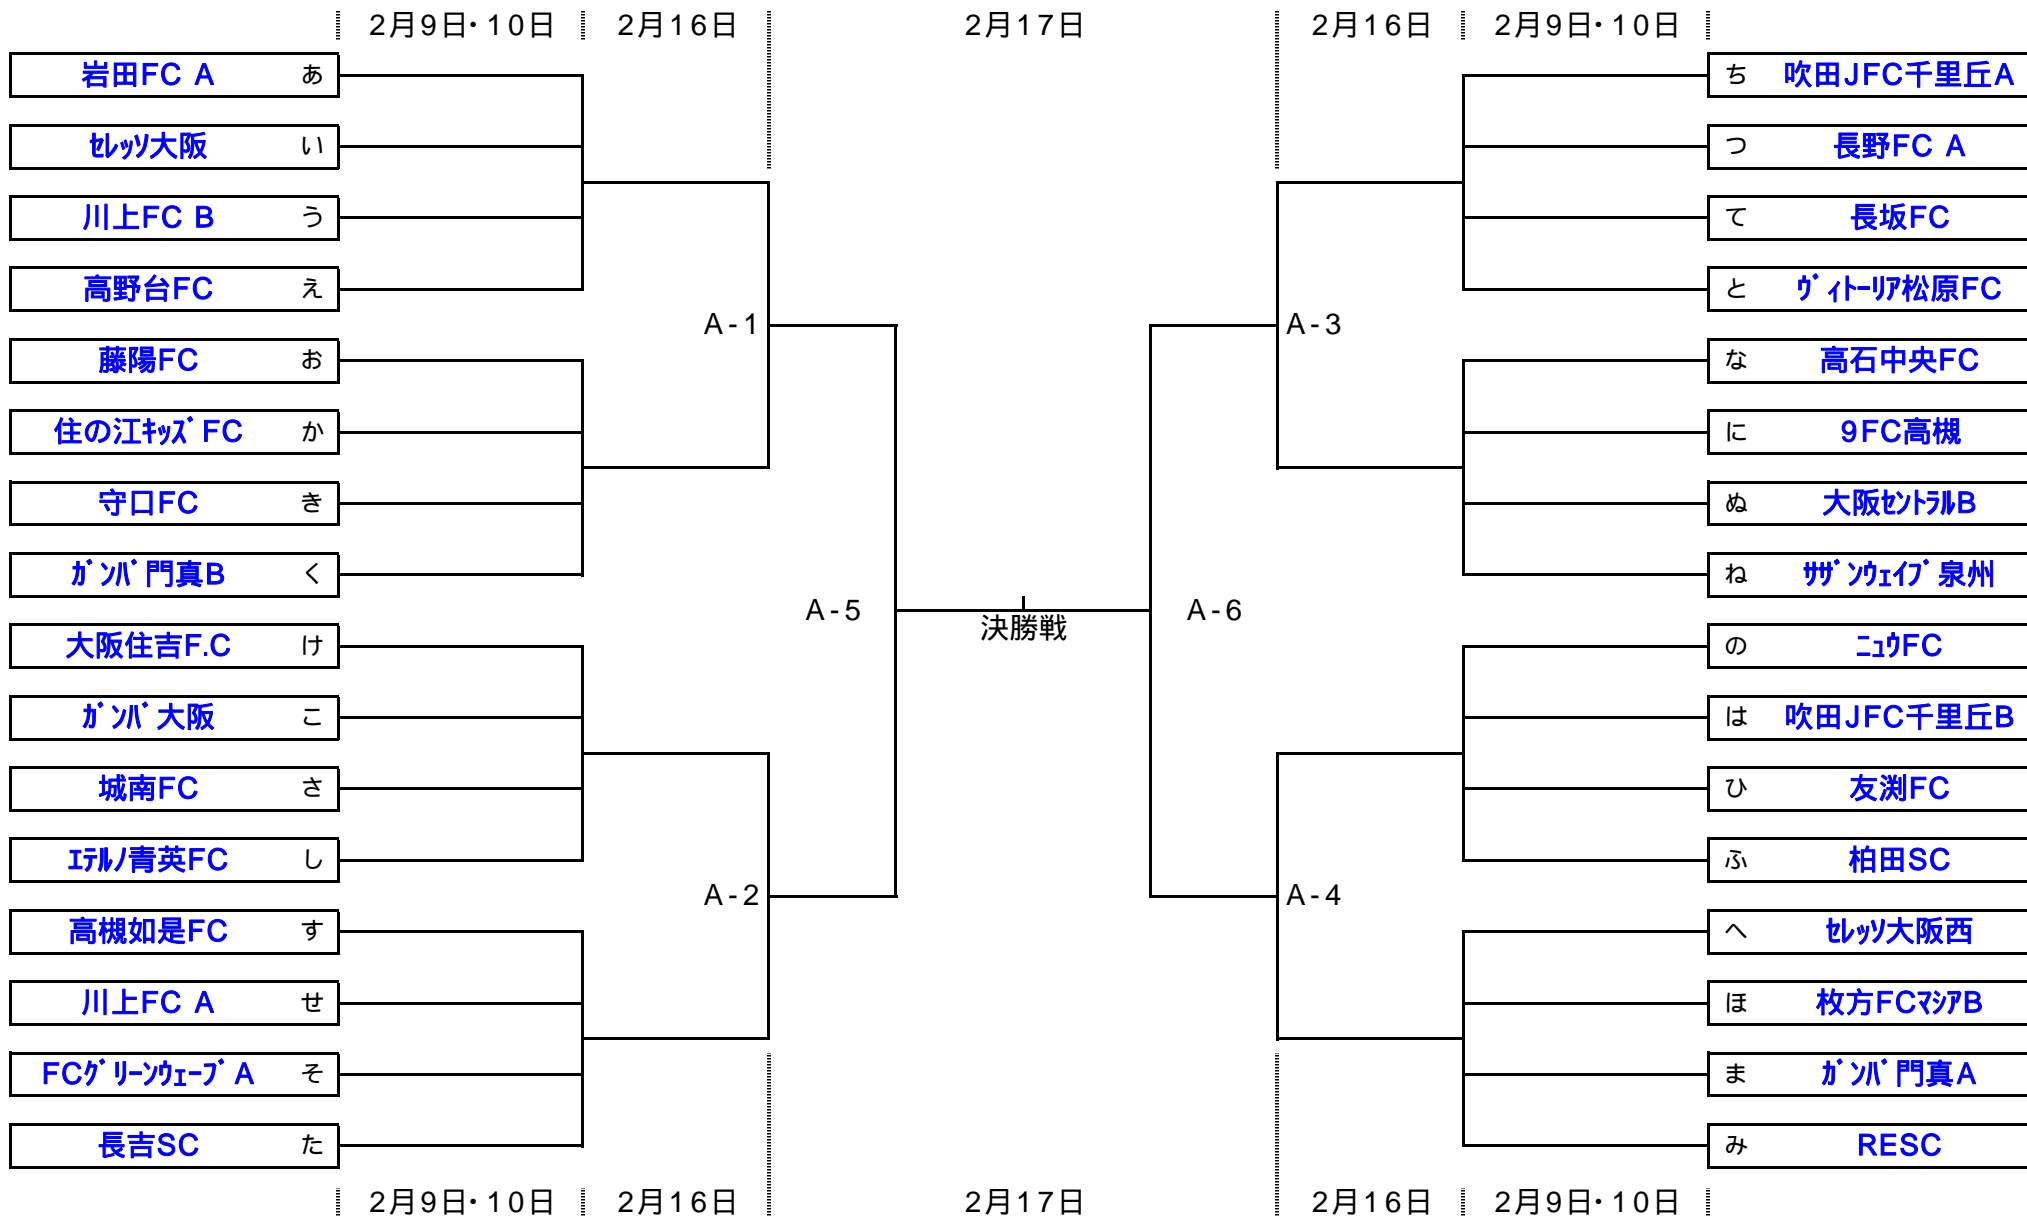 2月9日・10日 2月16日 2月17日 2月16日 2月9日・10日
岩田FC A あ ち 吹田JFC千里丘A
ｾﾚｯｿ大阪 い つ 長野FC A
川上FC B う て 長坂FC
高野台FC え と ｳﾞｨﾄｰﾘｱ松原FC
A-1 A-3
藤陽FC お な 高石中央FC
住の江ｷｯｽﾞFC か に 9FC高槻
守口FC き ぬ 大阪ｾﾝﾄﾗﾙB
ｶﾞﾝﾊﾞ門真B く ね ｻｻﾞﾝｳｪｲﾌﾞ泉州
A-5 A-6
決勝戦
大阪住吉F.C け の ﾆｭｳFC
ｶﾞﾝﾊﾞ大阪 こ は 吹田JFC千里丘B
城南FC さ ひ 友渕FC
ｴﾃﾙﾉ青英FC し ふ 柏田SC
A-2 A-4
高槻如是FC す へ ｾﾚｯｿ大阪西
川上FC A せ ほ 枚方FCﾏｼｱB
FCｸﾞﾘｰﾝｳｪｰﾌﾞA そ ま ｶﾞﾝﾊﾞ門真A
長吉SC た み RESC
2月9日・10日 2月16日 2月17日 2月16日 2月9日・10日